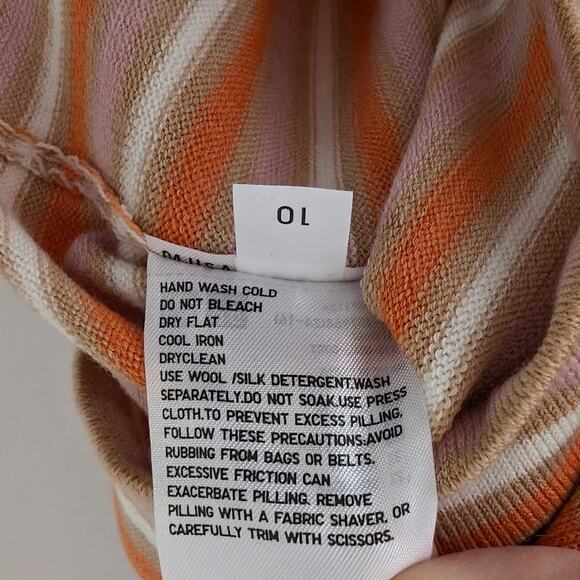 10
HAND WASH COLD
DO NOT BLEACH
DRY FLAT
COOL IRON
DRYCLEAN
USE WOOL /SILK DETERGENT.WASH
SEPARATELY.DO NOT SOAK.USE PRESS
CLOTH.TO PREVENT EXCESS PILLING,
FOLLOW THESE PRECAUTIONS:AVOID
RUBBING FROM BAGS OR BELTS.
EXCESSIVE FRICTION CAN
EXACERBATE PILLING. REMOVE
PILLING WITH A FABRIC SHAVER, OR
CAREFULLY TRIM WITH SCISSORS.